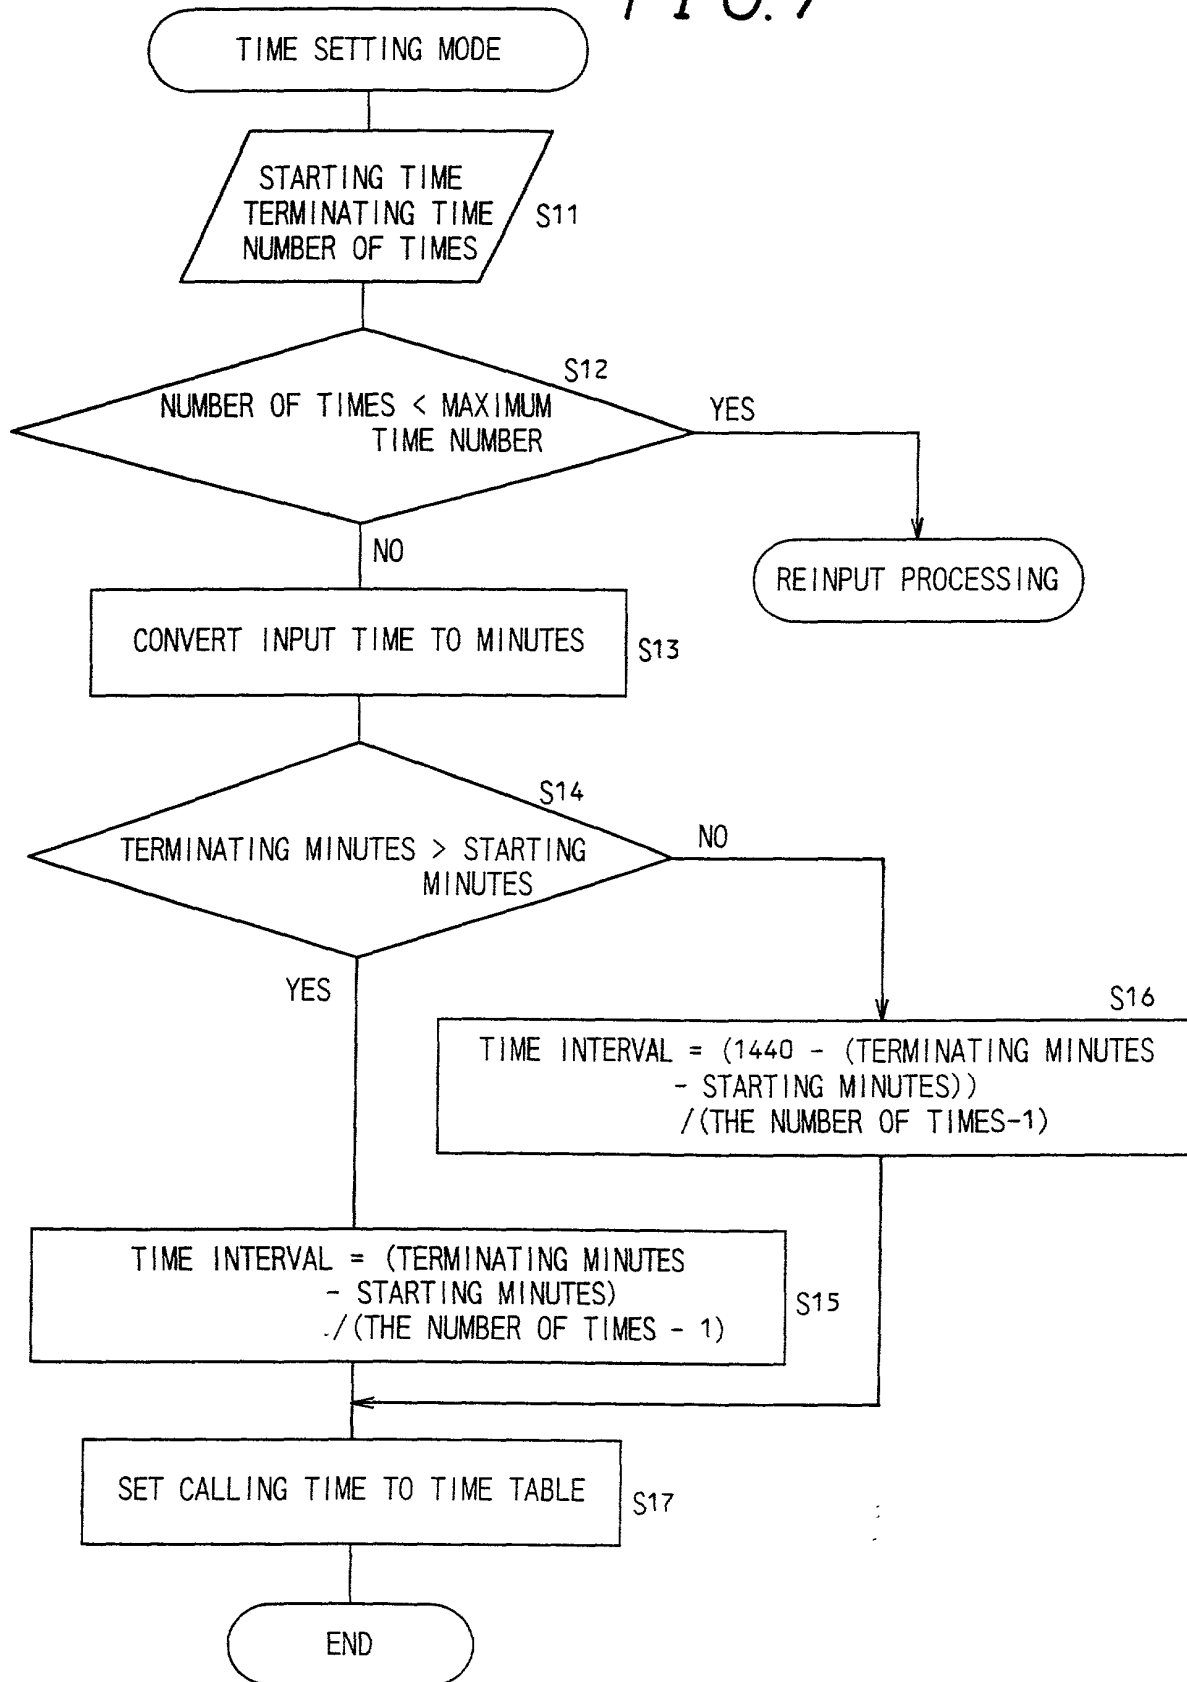 FIG. 7
TIME SETTING MODE
STARTING TIME
TERMINATING TIME
NUMBER OF TIMES
S11
S12
NUMBER OF TIMES < MAXIMUM
TIME NUMBER
YES
NO
REINPUT PROCESSING
CONVERT INPUT TIME TO MINUTES
S13
S14
TERMINATING MINUTES > STARTING
MINUTES
NO
YES
S16
TIME INTERVAL = (1440 - (TERMINATING MINUTES
- STARTING MINUTES))
/(THE NUMBER OF TIMES-1)
TIME INTERVAL = (TERMINATING MINUTES
- STARTING MINUTES)
/(THE NUMBER OF TIMES - 1)
S15
SET CALLING TIME TO TIME TABLE
S17
END